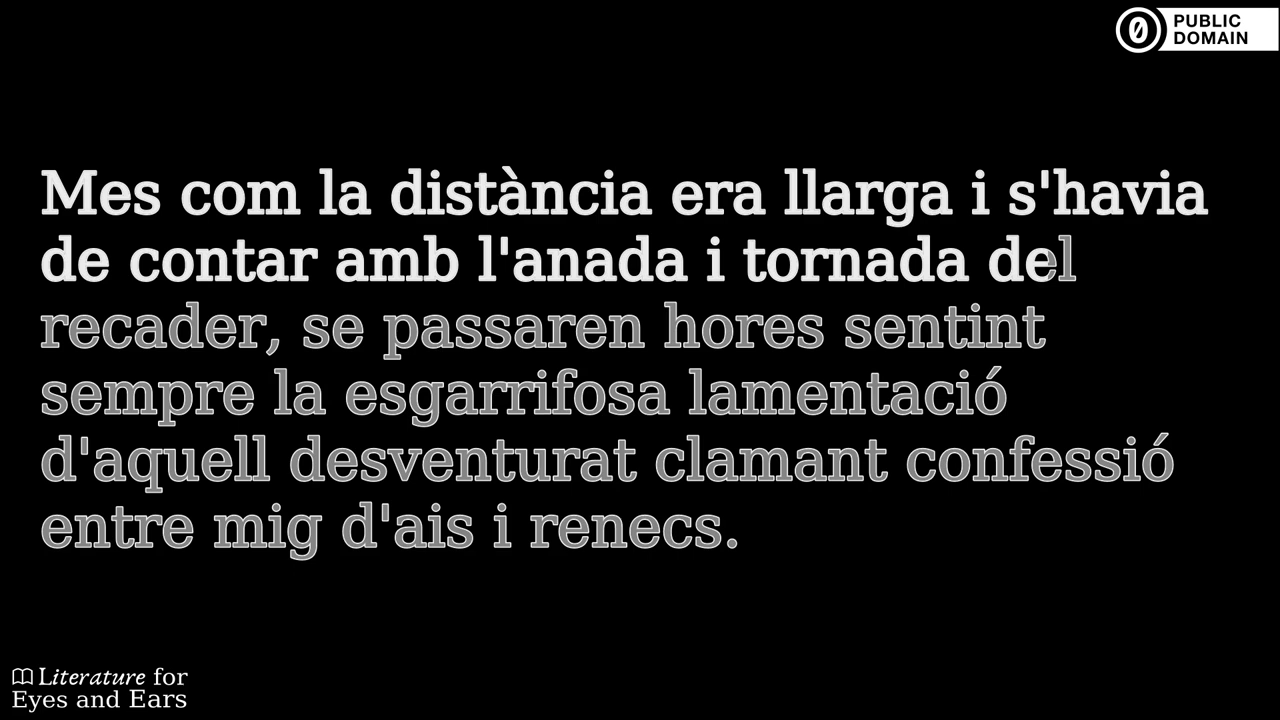 PUBLIC
DOMAIN
Mes com la distància era llarga i s'havia
de contar amb l'anada i tornada del
recader, se passaren hores sentint
sempre la esgarrifosa lamentació
d'aquell desventurat clamant confessió
entre mig d'ais i renecs.
Literature for
Eyes and Ears